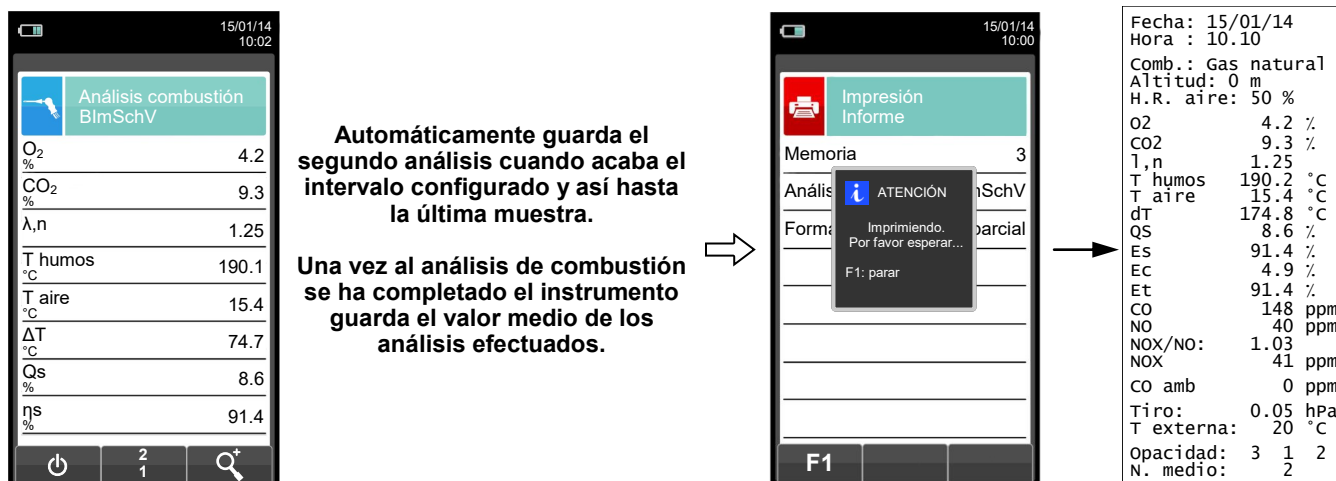 15/01/14
10:02
Análisis combustión
BImSchV
O2
%
4.2
CO2
%
9.3
λ,n
1.25
T humos
°C
190.1
T aire
°C
15.4
ΔT
°C
74.7
Qs
%
8.6
ηs
%
91.4
2
1
Automáticamente guarda el
segundo análisis cuando acaba el
intervalo configurado y así hasta
la última muestra.
Una vez al análisis de combustión
se ha completado el instrumento
guarda el valor medio de los
análisis efectuados.
15/01/14
10:00
Impresión
Informe
Memoria 3
Anális mSchV
Forma parcial
i ATENCIÓN
Imprimiendo.
Por favor esperar...
F1: parar
F1
Fecha: 15/01/14
Hora : 10.10
Comb.: Gas natural
Altitud: 0 m
H.R. aire: 50 %
O2 4.2 %
CO2 9.3 %
l,n 1.25
T humos 190.2 °C
T aire 15.4 °C
dT 174.8 °C
QS 8.6 %
Es 91.4 %
Ec 4.9 %
Et 91.4 %
CO 148 ppm
NO 40 ppm
NOX/NO: 1.03
NOX 41 ppm
CO amb 0 ppm
Tiro: 0.05 hPa
T externa: 20 °C
Opacidad: 3 1 2
N. medio: 2